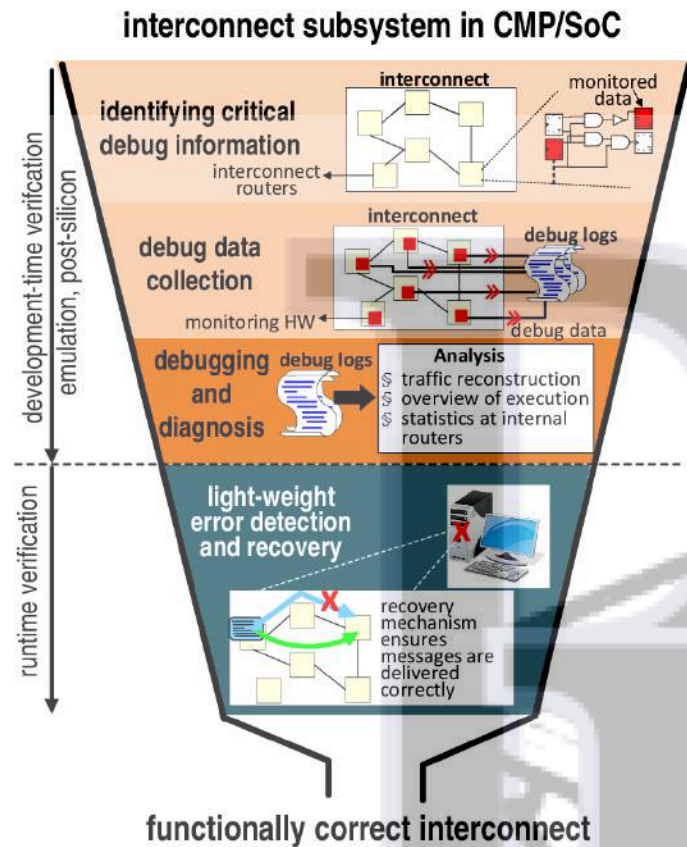 interconnect subsystem in CMP/SoC
development-time verifcation
emulation, post-silicon
identifying critical
debug information
interconnect
monitored
data
interconnect
routers
debug data
collection
interconnect
debug logs
monitoring HW
debug data
debugging
and
diagnosis
debug logs
Analysis
§ traffic reconstruction
§ overview of execution
§ statistics at internal
routers
runtime verification
light-weight
error detection
and recovery
X
X
recovery
mechanism
ensures
messages are
delivered
correctly
functionally correct interconnect